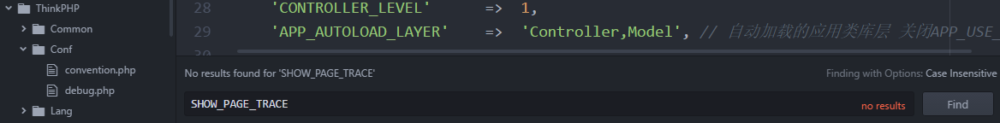 ThinkPHP
Common
Conf
convention.php
debug.php
Lang
28 'CONTROLLER_LEVEL' => 1,
29 'APP_AUTOLOAD_LAYER' => 'Controller,Model', // 自动加载的应用类库层 关闭APP_USE_
No results found for 'SHOW_PAGE_TRACE'
Finding with Options: Case Insensitive
SHOW_PAGE_TRACE
no results
Find